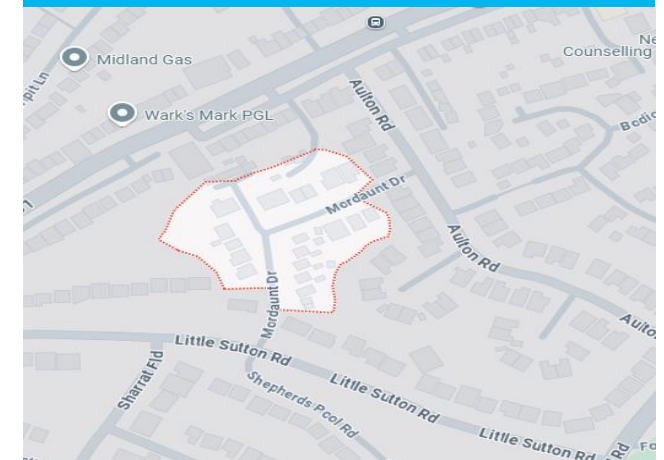 Midland Gas
Wark's Mark PGL
Aulton Rd
Counselling
Mordaunt Dr
Aulton Rd
Mordaunt Dr
Little Sutton Rd
Sharrat Fld
Shepherds Pool Rd
Little Sutton Rd
Little Sutton Rd